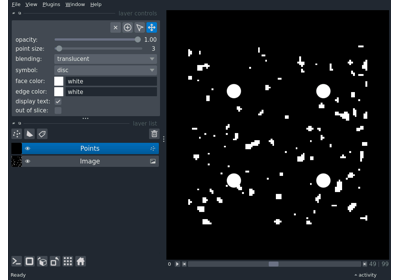 File View Plugins Window Help
layer controls
opacity: 1.00
point size: 3
blending: translucent
symbol: disc
face color: white
edge color: white
display text:
out of slice:
layer list
Points
Image
49 99
Ready activity